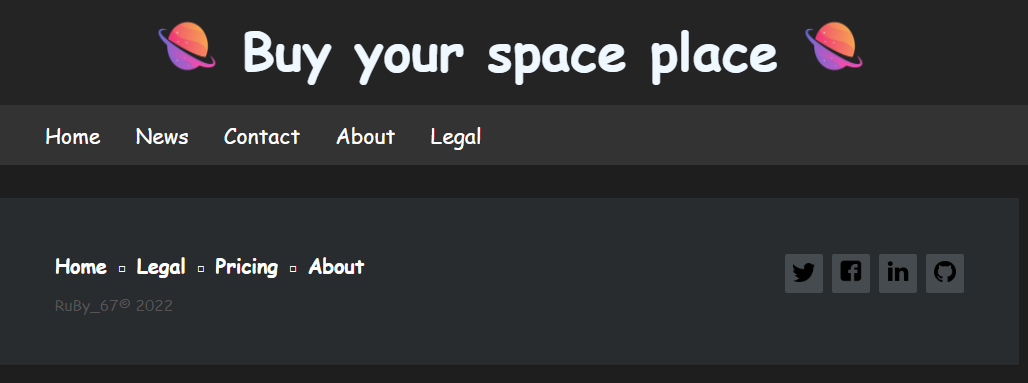 Buy your space place
Home News Contact About Legal
Home ▫ Legal ▫ Pricing ▫ About
RuBy_67© 2022